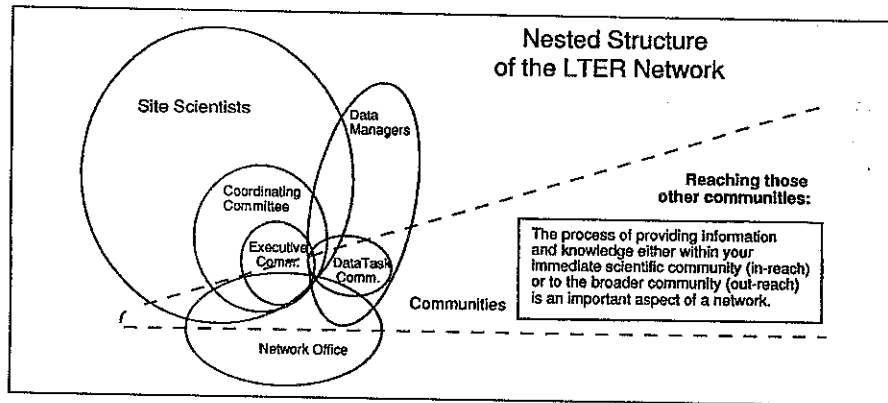 Nested Structure
of the LTER Network
Site Scientists
Data
Managers
Coordinating
Committee
Reaching those
other communities:
Executive
Comm.
DataTask
Comm.
The process of providing information
and knowledge either within your
immediate scientific community (in-reach)
or to the broader community (out-reach)
is an important aspect of a network.
Communities
Network Office